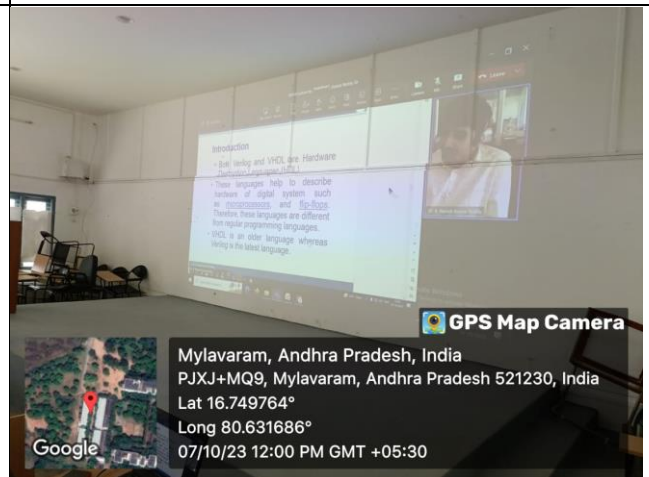 Introduction
- Both Verilog and VHDL are Hardware
Description Languages (HDL).
- These languages help to describe
hardware of digital system such
as microprocessors, and flip-flops.
Therefore, these languages are different
from regular programming languages.
- VHDL is an older language whereas
Verilog is the latest language.
GPS Map Camera
Mylavaram, Andhra Pradesh, India
PJXJ+MQ9, Mylavaram, Andhra Pradesh 521230, India
Lat 16.749764°
Long 80.631686°
07/10/23 12:00 PM GMT +05:30
Google